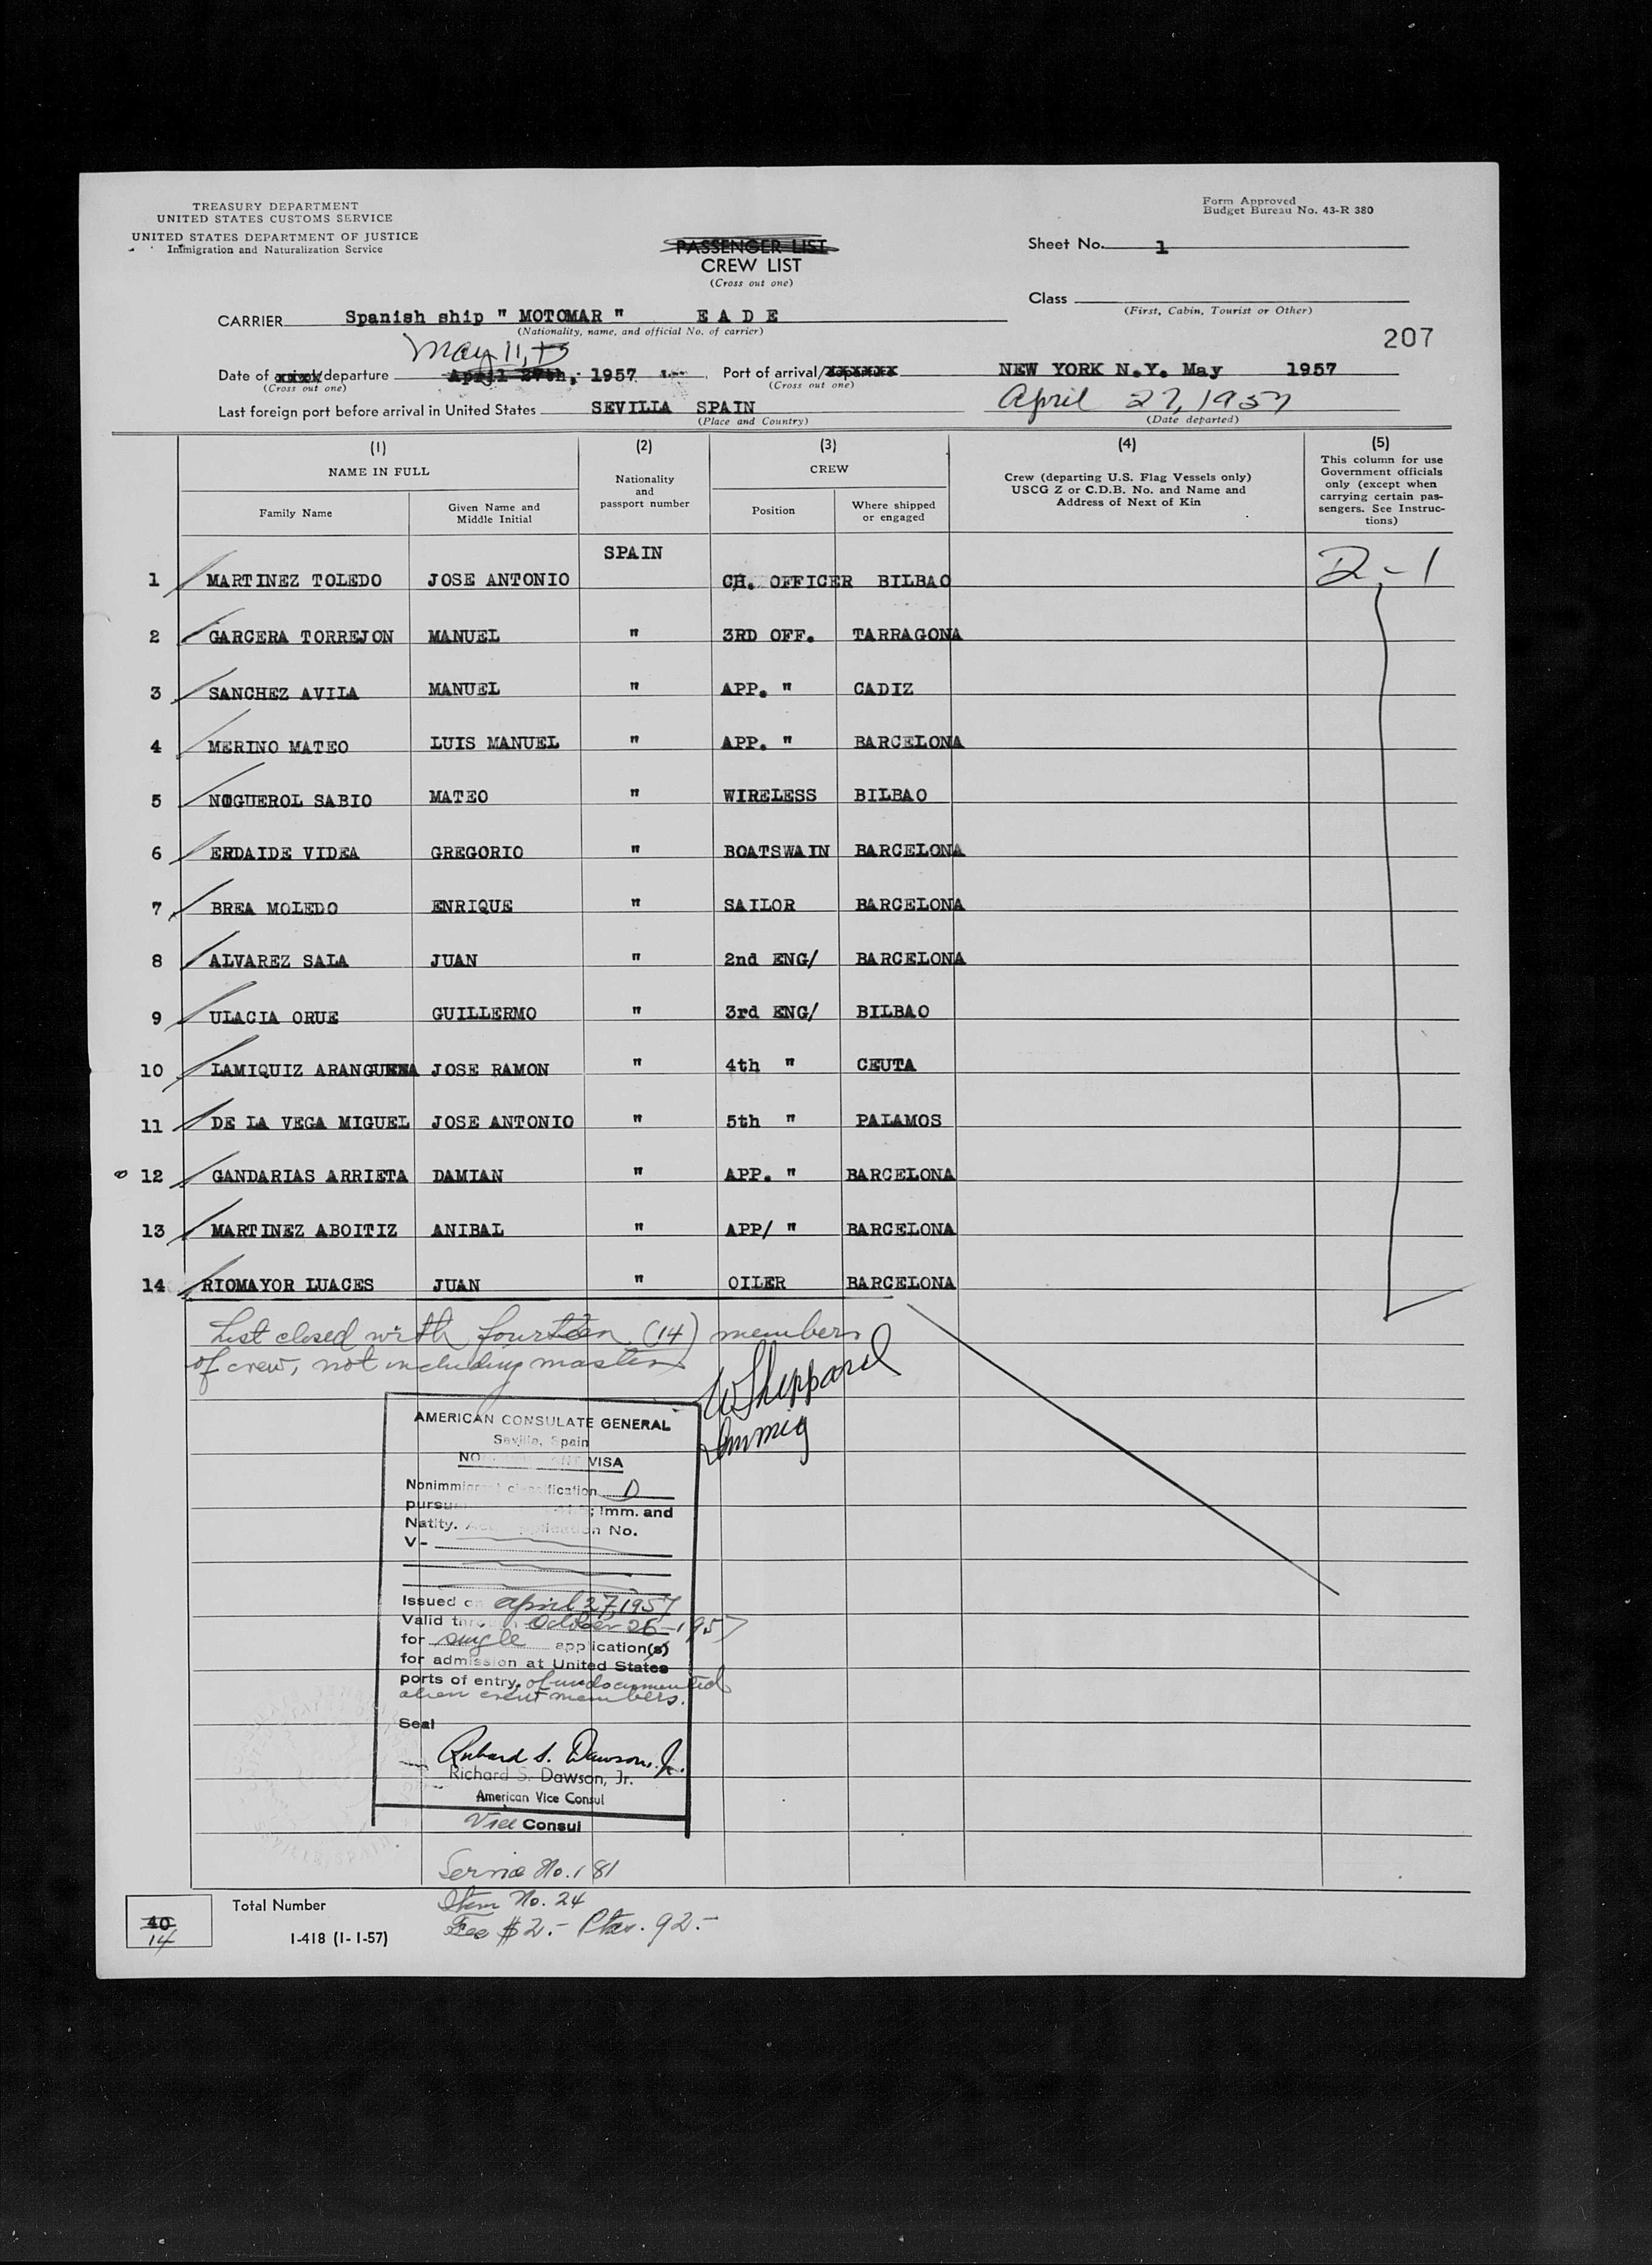 TREASURY DEPARTMENT
UNITED STATES CUSTOMS SERVICE
UNITED STATES DEPARTMENT OF JUSTICE
Immigration and Naturalization Service
Form Approved
Budget Bureau No. 43-R 380
PASSENGER LIST
CREW LIST
(Cross out one)
Sheet No. 1
Class
(First, Cabin, Tourist or Other)
CARRIER Spanish ship " MOTOMAR " E A D E
(Nationality, name, and official No. of carrier)
207
May 11,
Date of departure April 27th, 1957 Port of arrival/departure NEW YORK N.Y. May 1957
(Cross out one) (Cross out one)
Last foreign port before arrival in United States SEVILLA SPAIN April 27, 1957
(Place and Country) (Date departed)
(1) (2) (3) (4) (5)
NAME IN FULL Nationality and passport number CREW Crew (departing U.S. Flag Vessels only) USCG Z or C.D.B. No. and Name and Address of Next of Kin This column for use Government officials only (except when carrying certain passengers. See Instructions)
Family Name Given Name and Middle Initial Position Where shipped or engaged
SPAIN
1 MARTINEZ TOLEDO JOSE ANTONIO CH. OFFICER BILBAO D-1
2 GARCERA TORREJON MANUEL " 3RD OFF. TARRAGONA
3 SANCHEZ AVILA MANUEL " APP. " CADIZ
4 MERINO MATEO LUIS MANUEL " APP. " BARCELONA
5 NOGUEROL SABIO MATEO " WIRELESS BILBAO
6 ERDAIDE VIDEA GREGORIO " BOATSWAIN BARCELONA
7 BREA MOLEDO ENRIQUE " SAILOR BARCELONA
8 ALVAREZ SALA JUAN " 2nd ENG/ BARCELONA
9 ULACIA ORUE GUILLERMO " 3rd ENG/ BILBAO
10 LAMIQUIZ ARANGUENA JOSE RAMON " 4th " CEUTA
11 DE LA VEGA MIGUEL JOSE ANTONIO " 5th " PALAMOS
12 GANDARIAS ARRIETA DAMIAN " APP. " BARCELONA
13 MARTINEZ ABOITIZ ANIBAL " APP/ " BARCELONA
14 RIOMAYOR LUACES JUAN " OILER BARCELONA
List closed with fourteen (14) members
of crew, not including master
W Sheppard
Immig
AMERICAN CONSULATE GENERAL
Seville, Spain
VISA
Nonimmigrant classification D
; Imm. and
Natlty. Act No.
V-
Issued on April 27, 1957
Valid through October 26-1957
for single application(s)
for admission at United States
ports of entry, of undocumented
alien crew members.
Seal
Richard S. Dawson, Jr.
Richard S. Dawson, Jr.
American Vice Consul
Vice Consul
Service No. 181
Item No. 24
Fee $2.- Ptas. 92.-
Total Number
40
14
I-418 (1-1-57)